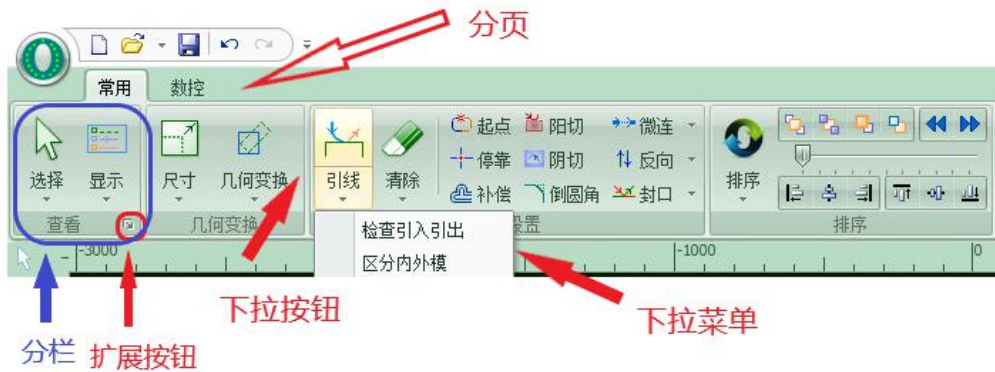 分页
常用 数控
起点 阳切 微连
停靠 阴切 反向
选择 显示 尺寸 几何变换 引线 清除 补偿 倒圆角 封口 排序
查看 几何变换 设置 排序
检查引入引出
区分内外模
-3000 -1000 0
下拉按钮 下拉菜单
分栏 扩展按钮